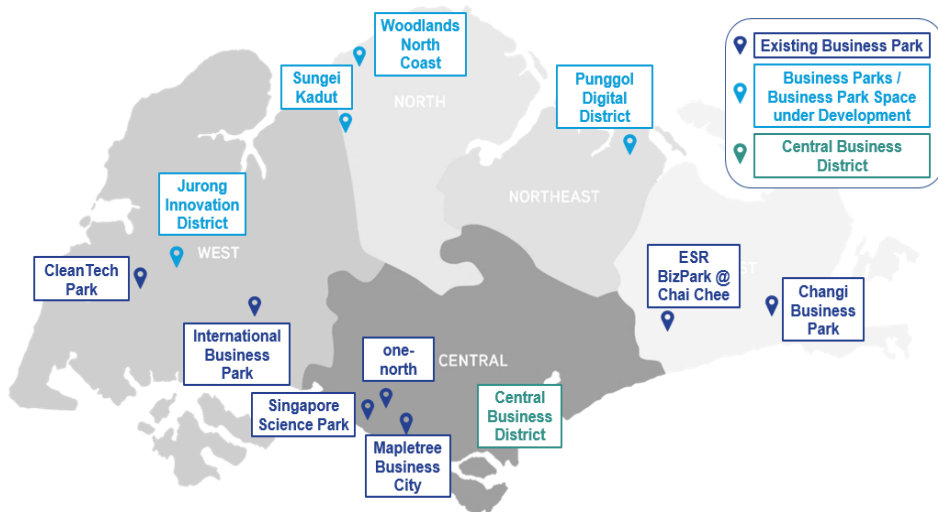 Woodlands
North
Coast
Existing Business Park
Business Parks /
Business Park Space
under Development
Central Business
District
Sungei
Kadut
NORTH
Punggol
Digital
District
Jurong
Innovation
District
WEST
NORTHEAST
CleanTech
Park
ESR
BizPark @
Chai Chee
Changi
Business
Park
International
Business
Park
one-
north
CENTRAL
Singapore
Science Park
Central
Business
District
Mapletree
Business
City